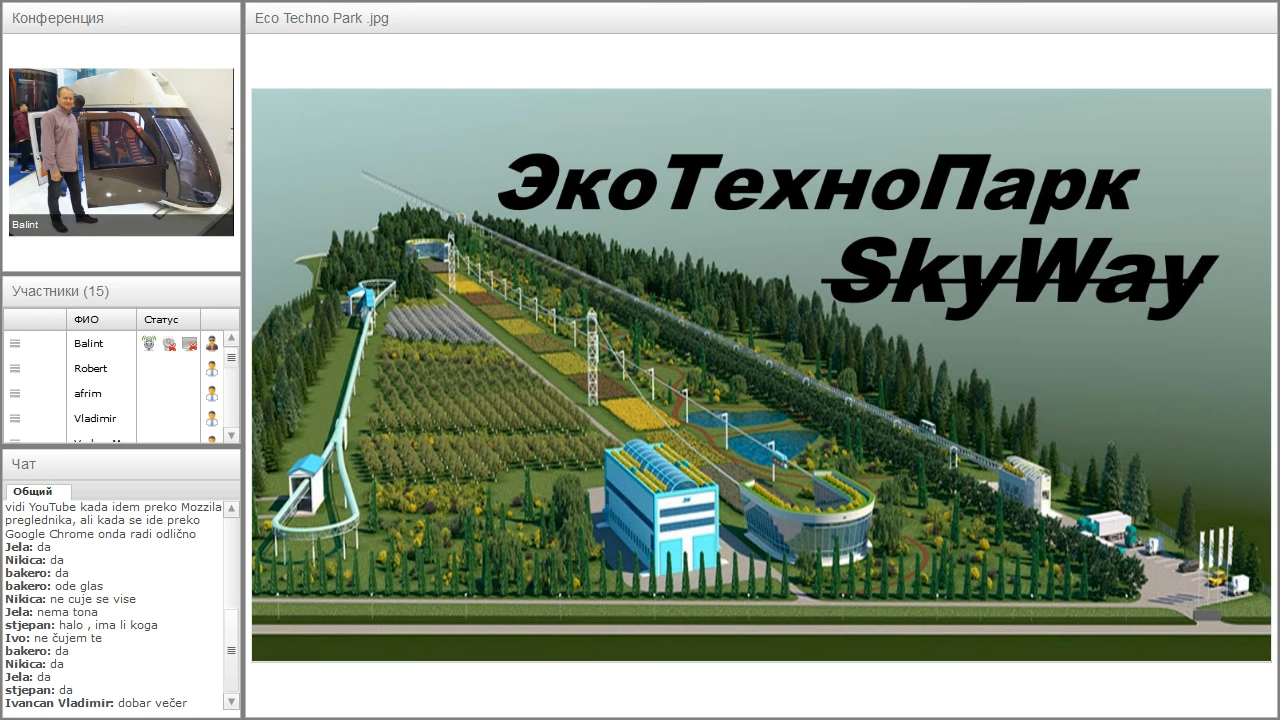 Конференция
Balint
Участники (15)
ФИО Статус
Balint
Robert
afrim
Vladimir
Чат
Общий
vidi YouTube kada idem preko Mozzila
preglednika, ali kada se ide preko
Google Chrome onda radi odlično
Jela: da
Nikica: da
bakero: da
bakero: ode glas
Nikica: ne cuje se vise
Jela: nema tona
stjepan: halo , ima li koga
Ivo: ne čujem te
bakero: da
Nikica: da
Jela: da
stjepan: da
Ivancan Vladimir: dobar večer
Eco Techno Park .jpg
ЭкоТехноПарк
SkyWay